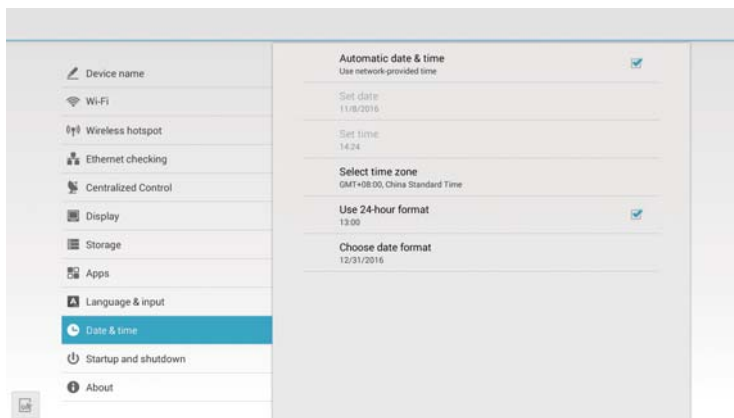 Device name
Wi-Fi
Wireless hotspot
Ethernet checking
Centralized Control
Display
Storage
Apps
Language & input
Date & time
Startup and shutdown
About
Automatic date & time
Use network-provided time
Set date
11/8/2016
Set time
14:24
Select time zone
GMT+08:00, China Standard Time
Use 24-hour format
13:00
Choose date format
12/31/2016